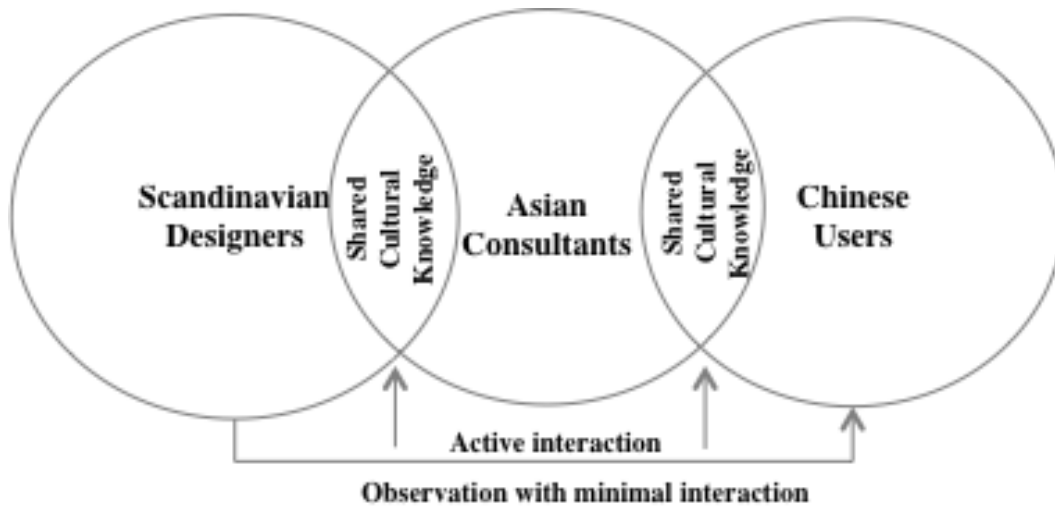 Scandinavian
Designers
Shared
Cultural
Knowledge
Asian
Consultants
Shared
Cultural
Knowledge
Chinese
Users
Active interaction
Observation with minimal interaction